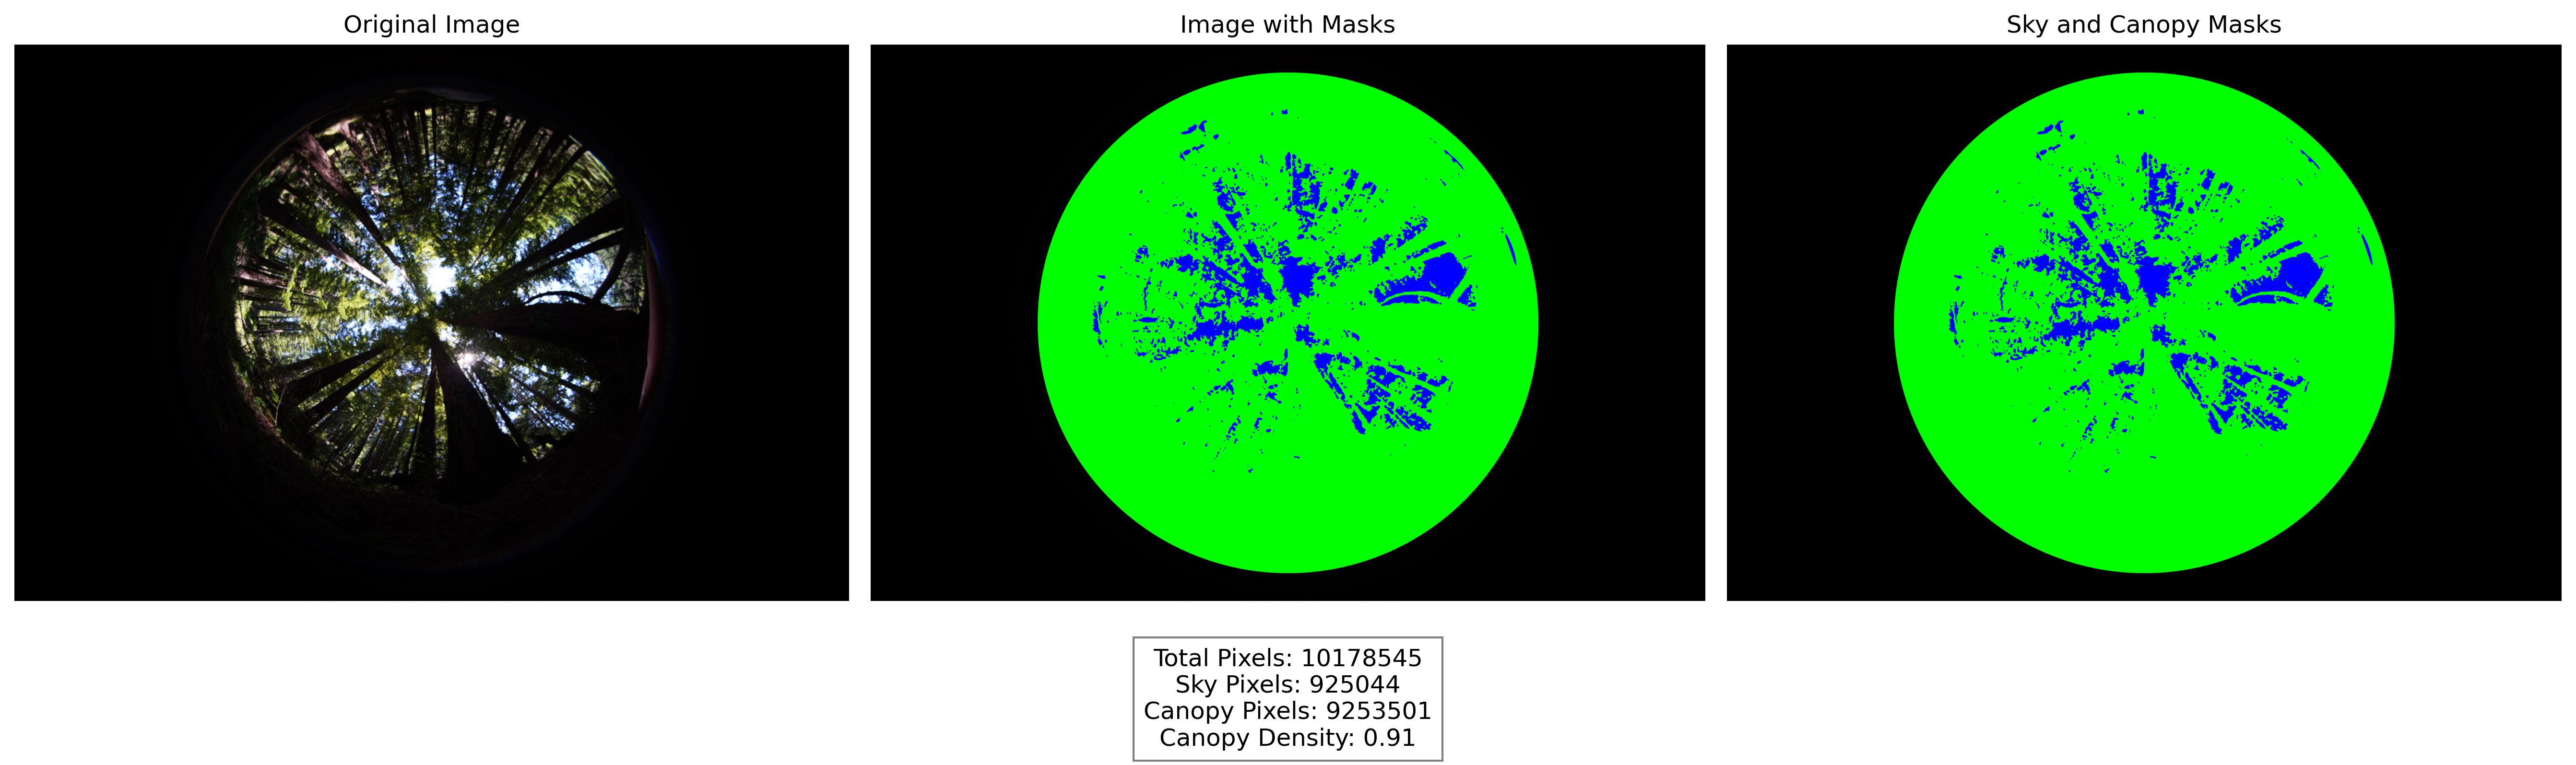 Original Image
Image with Masks
Sky and Canopy Masks
Total Pixels: 10178545
Sky Pixels: 925044
Canopy Pixels: 9253501
Canopy Density: 0.91